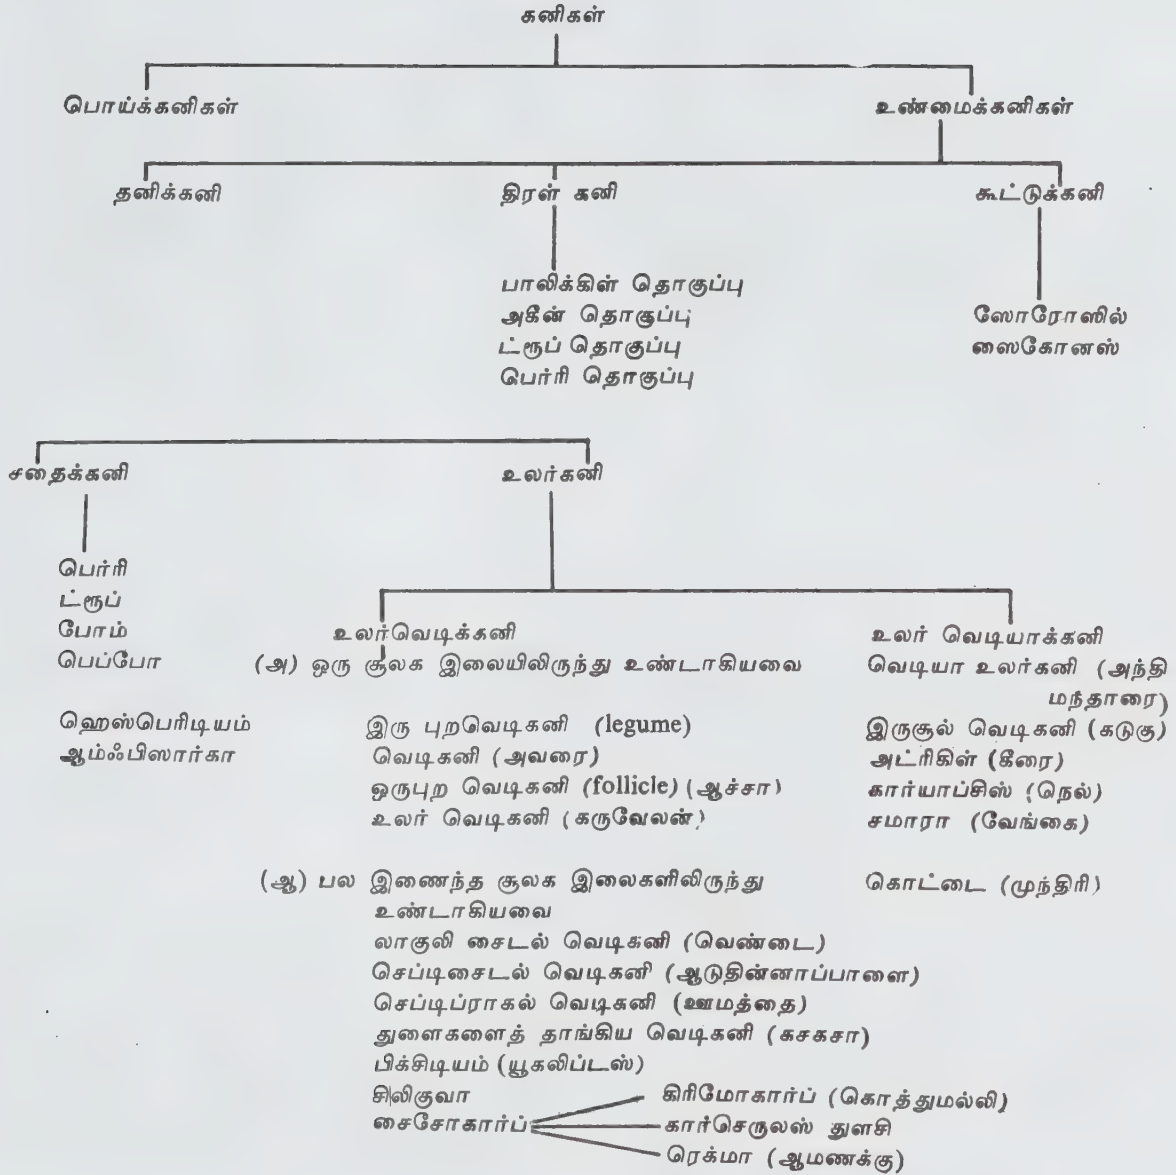 கனிகள்
பொய்க்கனிகள்
உண்மைக்கனிகள்
தனிக்கனி
திரள் கனி
கூட்டுக்கனி
பாலிக்கிள் தொகுப்பு
அகீன் தொகுப்பு
ட்ரூப் தொகுப்பு
பெர்ரி தொகுப்பு
ஸோரோஸில்
ஸைகோனஸ்
சதைக்கனி
உலர்கனி
பெர்ரி
ட்ரூப்
போம்
பெப்போ
ஹெஸ்பெரிடியம்
ஆம்ஃபிஸார்கா
உலர்வெடிக்கனி
(அ) ஒரு சூலக இலையிலிருந்து உண்டாகியவை
இரு புறவெடிகனி (legume)
வெடிகனி (அவரை)
ஒருபுற வெடிகனி (follicle) (ஆச்சா)
உலர் வெடிகனி (கருவேலன்)
(ஆ) பல இணைந்த சூலக இலைகளிலிருந்து
உண்டாகியவை
லாகுலி சைடல் வெடிகனி (வெண்டை)
செப்டிசைடல் வெடிகனி (ஆடுதின்னாப்பாளை)
செப்டிப்ராகல் வெடிகனி (ஊமத்தை)
துளைகளைத் தாங்கிய வெடிகனி (கசகசா)
பிக்சிடியம் (யூகலிப்டஸ்)
சிலிகுவா
சைசோகார்ப்
கிரிமோகார்ப் (கொத்துமல்லி)
கார்செருலஸ் துளசி
ரெக்மா (ஆமணக்கு)
உலர் வெடியாக்கனி
வெடியா உலர்கனி (அந்தி
மந்தாரை)
இருசூல் வெடிகனி (கடுகு)
அட்ரிகிள் (கீரை)
கார்யாப்சிஸ் (நெல்)
சமாரா (வேங்கை)
கொட்டை (முந்திரி)